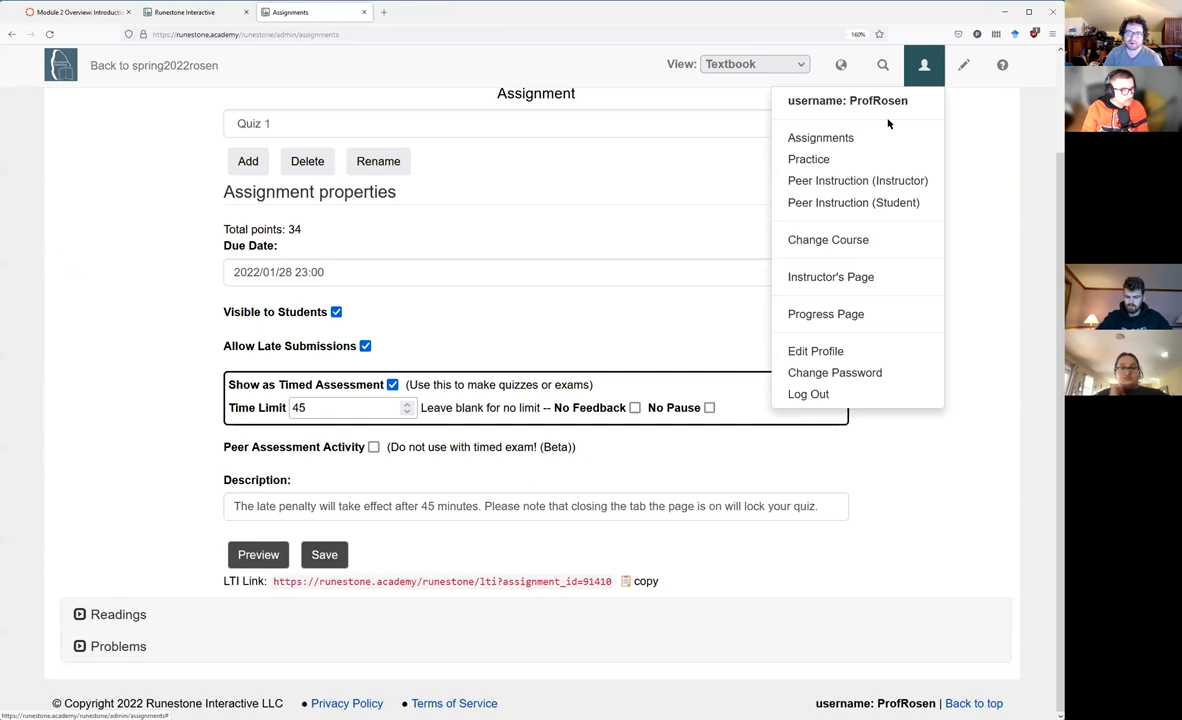 Module 2 Overview: Introducti
Runestone Interactive
Assignments
https://runestone.academy/runestone/admin/assignments
160%
Back to spring2022rosen
View:
Textbook
username: ProfRosen
Assignments
Practice
Peer Instruction (Instructor)
Peer Instruction (Student)
Change Course
Instructor's Page
Progress Page
Edit Profile
Change Password
Log Out
Assignment
Quiz 1
Add
Delete
Rename
Assignment properties
Total points: 34
Due Date:
2022/01/28 23:00
Visible to Students
Allow Late Submissions
Show as Timed Assessment (Use this to make quizzes or exams)
Time Limit 45 Leave blank for no limit -- No Feedback No Pause
Peer Assessment Activity (Do not use with timed exam! (Beta))
Description:
The late penalty will take effect after 45 minutes. Please note that closing the tab the page is on will lock your quiz.
Preview
Save
LTI Link: https://runestone.academy/runestone/lti?assignment_id=91410 copy
Readings
Problems
© Copyright 2022 Runestone Interactive LLC • Privacy Policy • Terms of Service
username: ProfRosen | Back to top
https://runestone.academy/runestone/admin/assignments#